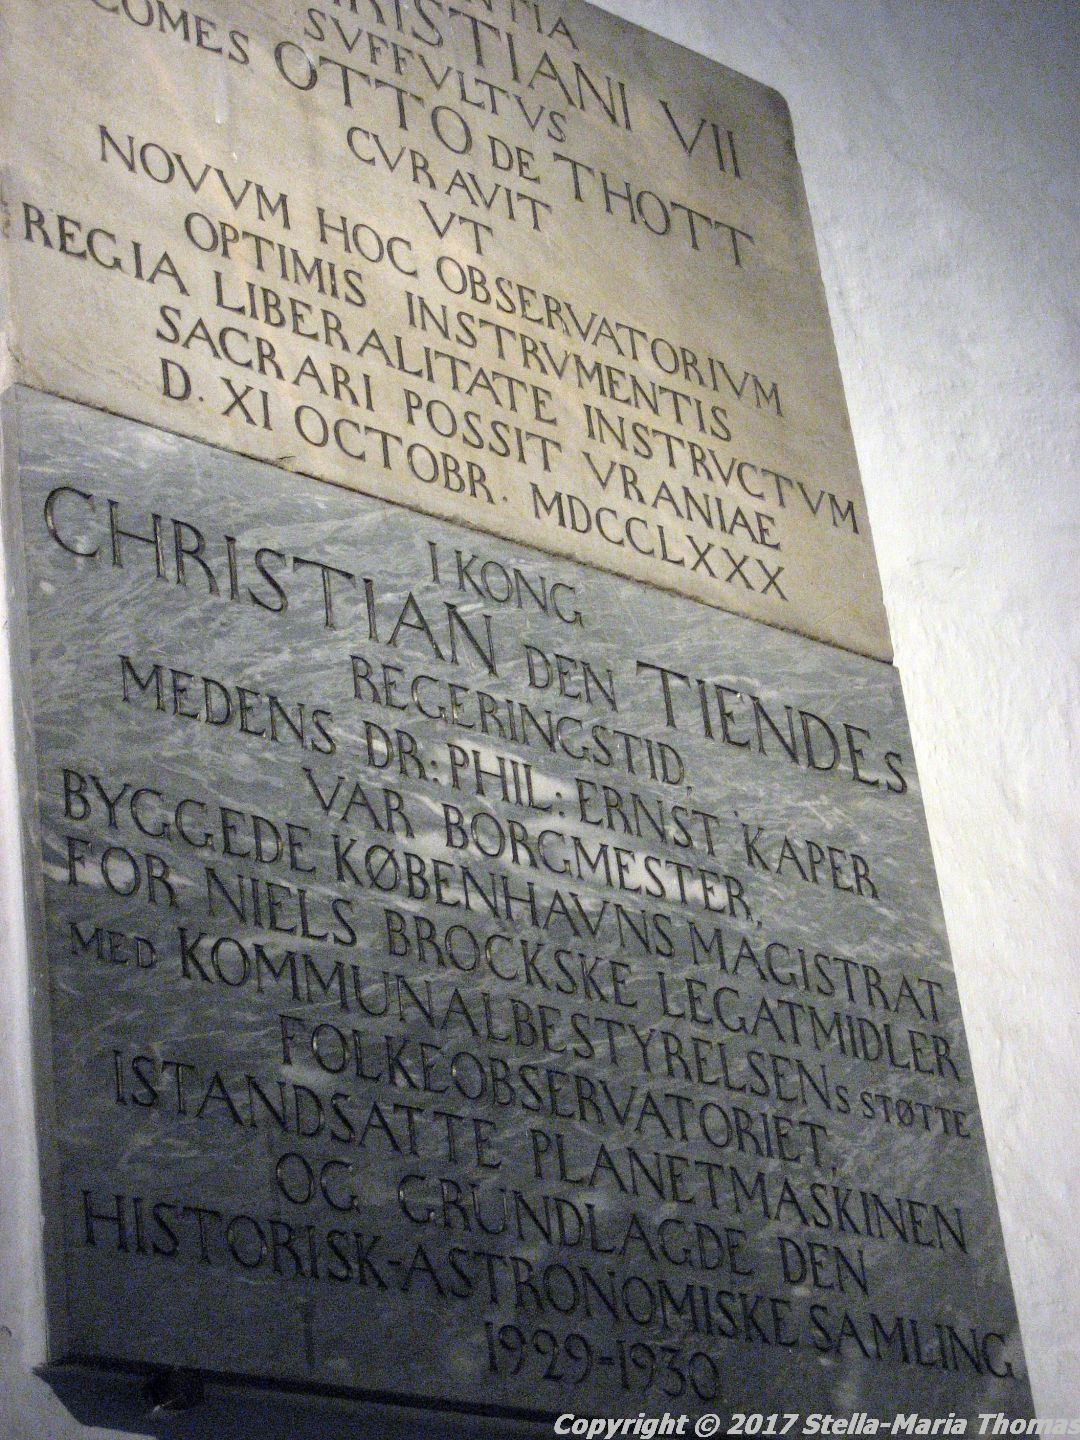 CHRISTIANI VII
SVFFVLTVS
COMES OTTO DE THOTT
CVRAVIT
VT
NOVVM HOC OBSERVATORIVM
OPTIMIS INSTRVMENTIS
REGIA LIBERALITATE INSTRVCTVM
SACRARI POSSIT VRANIAE
D. XI OCTOBR. MDCCLXXX
I KONG
CHRISTIAN DEN TIENDES
REGERINGSTID,
MEDENS DR: PHIL: ERNST KAPER
VAR BORGMESTER,
BYGGEDE KØBENHAVNS MAGISTRAT
FOR NIELS BROCKSKE LEGATMIDLER
MED KOMMUNALBESTYRELSENS STØTTE
FOLKEOBSERVATORIET,
ISTANDSATTE PLANETMASKINEN
OG GRUNDLAGDE DEN
HISTORISK-ASTRONOMISKE SAMLING
1929-1930
Copyright © 2017 Stella-Maria Thomas